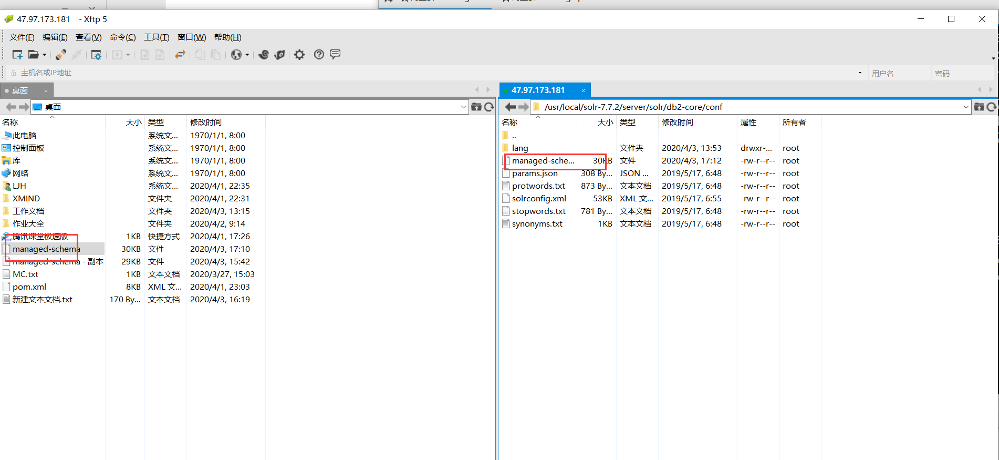 47.97.173.181 - Xftp 5
文件(F) 编辑(E) 查看(V) 命令(C) 工具(T) 窗口(W) 帮助(H)
主机名或IP地址 用户名 密码
桌面 × 47.97.173.181 ×
桌面 /usr/local/solr-7.7.2/server/solr/db2-core/conf
名称 大小 类型 修改时间
此电脑 系统文... 1970/1/1, 8:00
控制面板 系统文... 1970/1/1, 8:00
库 系统文... 1970/1/1, 8:00
网络 系统文... 1970/1/1, 8:00
LJH 系统文... 2020/4/1, 22:35
XMIND 文件夹 2020/4/1, 22:31
工作文档 文件夹 2020/4/3, 13:15
作业大全 文件夹 2020/4/2, 9:14
腾讯课堂极速版 1KB 快捷方式 2020/4/1, 17:26
managed-schema 30KB 文件 2020/4/3, 17:10
managed-schema - 副本 29KB 文件 2020/4/3, 15:42
MC.txt 1KB 文本文档 2020/3/27, 15:03
pom.xml 8KB XML 文... 2020/4/1, 23:03
新建文本文档.txt 170 By... 文本文档 2020/4/3, 16:19
名称 大小 类型 修改时间 属性 所有者
..
lang 文件夹 2020/4/3, 13:53 drwxr-... root
managed-sche... 30KB 文件 2020/4/3, 17:12 -rw-r--r-- root
params.json 308 By... JSON ... 2019/5/17, 6:48 -rw-r--r-- root
protwords.txt 873 By... 文本文档 2019/5/17, 6:48 -rw-r--r-- root
solrconfig.xml 53KB XML 文... 2019/5/17, 6:55 -rw-r--r-- root
stopwords.txt 781 By... 文本文档 2019/5/17, 6:48 -rw-r--r-- root
synonyms.txt 1KB 文本文档 2019/5/17, 6:48 -rw-r--r-- root